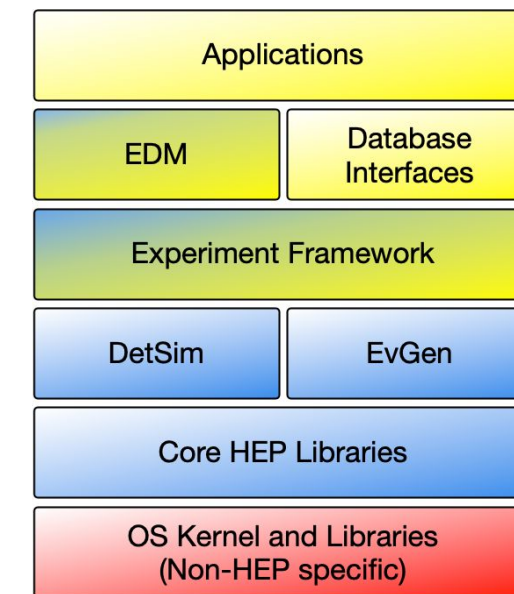 Applications
EDM
Database
Interfaces
Experiment Framework
DetSim
EvGen
Core HEP Libraries
OS Kernel and Libraries
(Non-HEP specific)